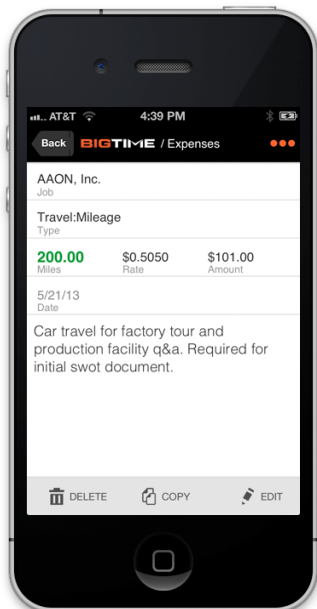 AT&T 4:39 PM
Back BIGTIME / Expenses
AAON, Inc.
Job
Travel:Mileage
Type
200.00 $0.5050 $101.00
Miles Rate Amount
5/21/13
Date
Car travel for factory tour and
production facility q&a. Required for
initial swot document.
DELETE COPY EDIT